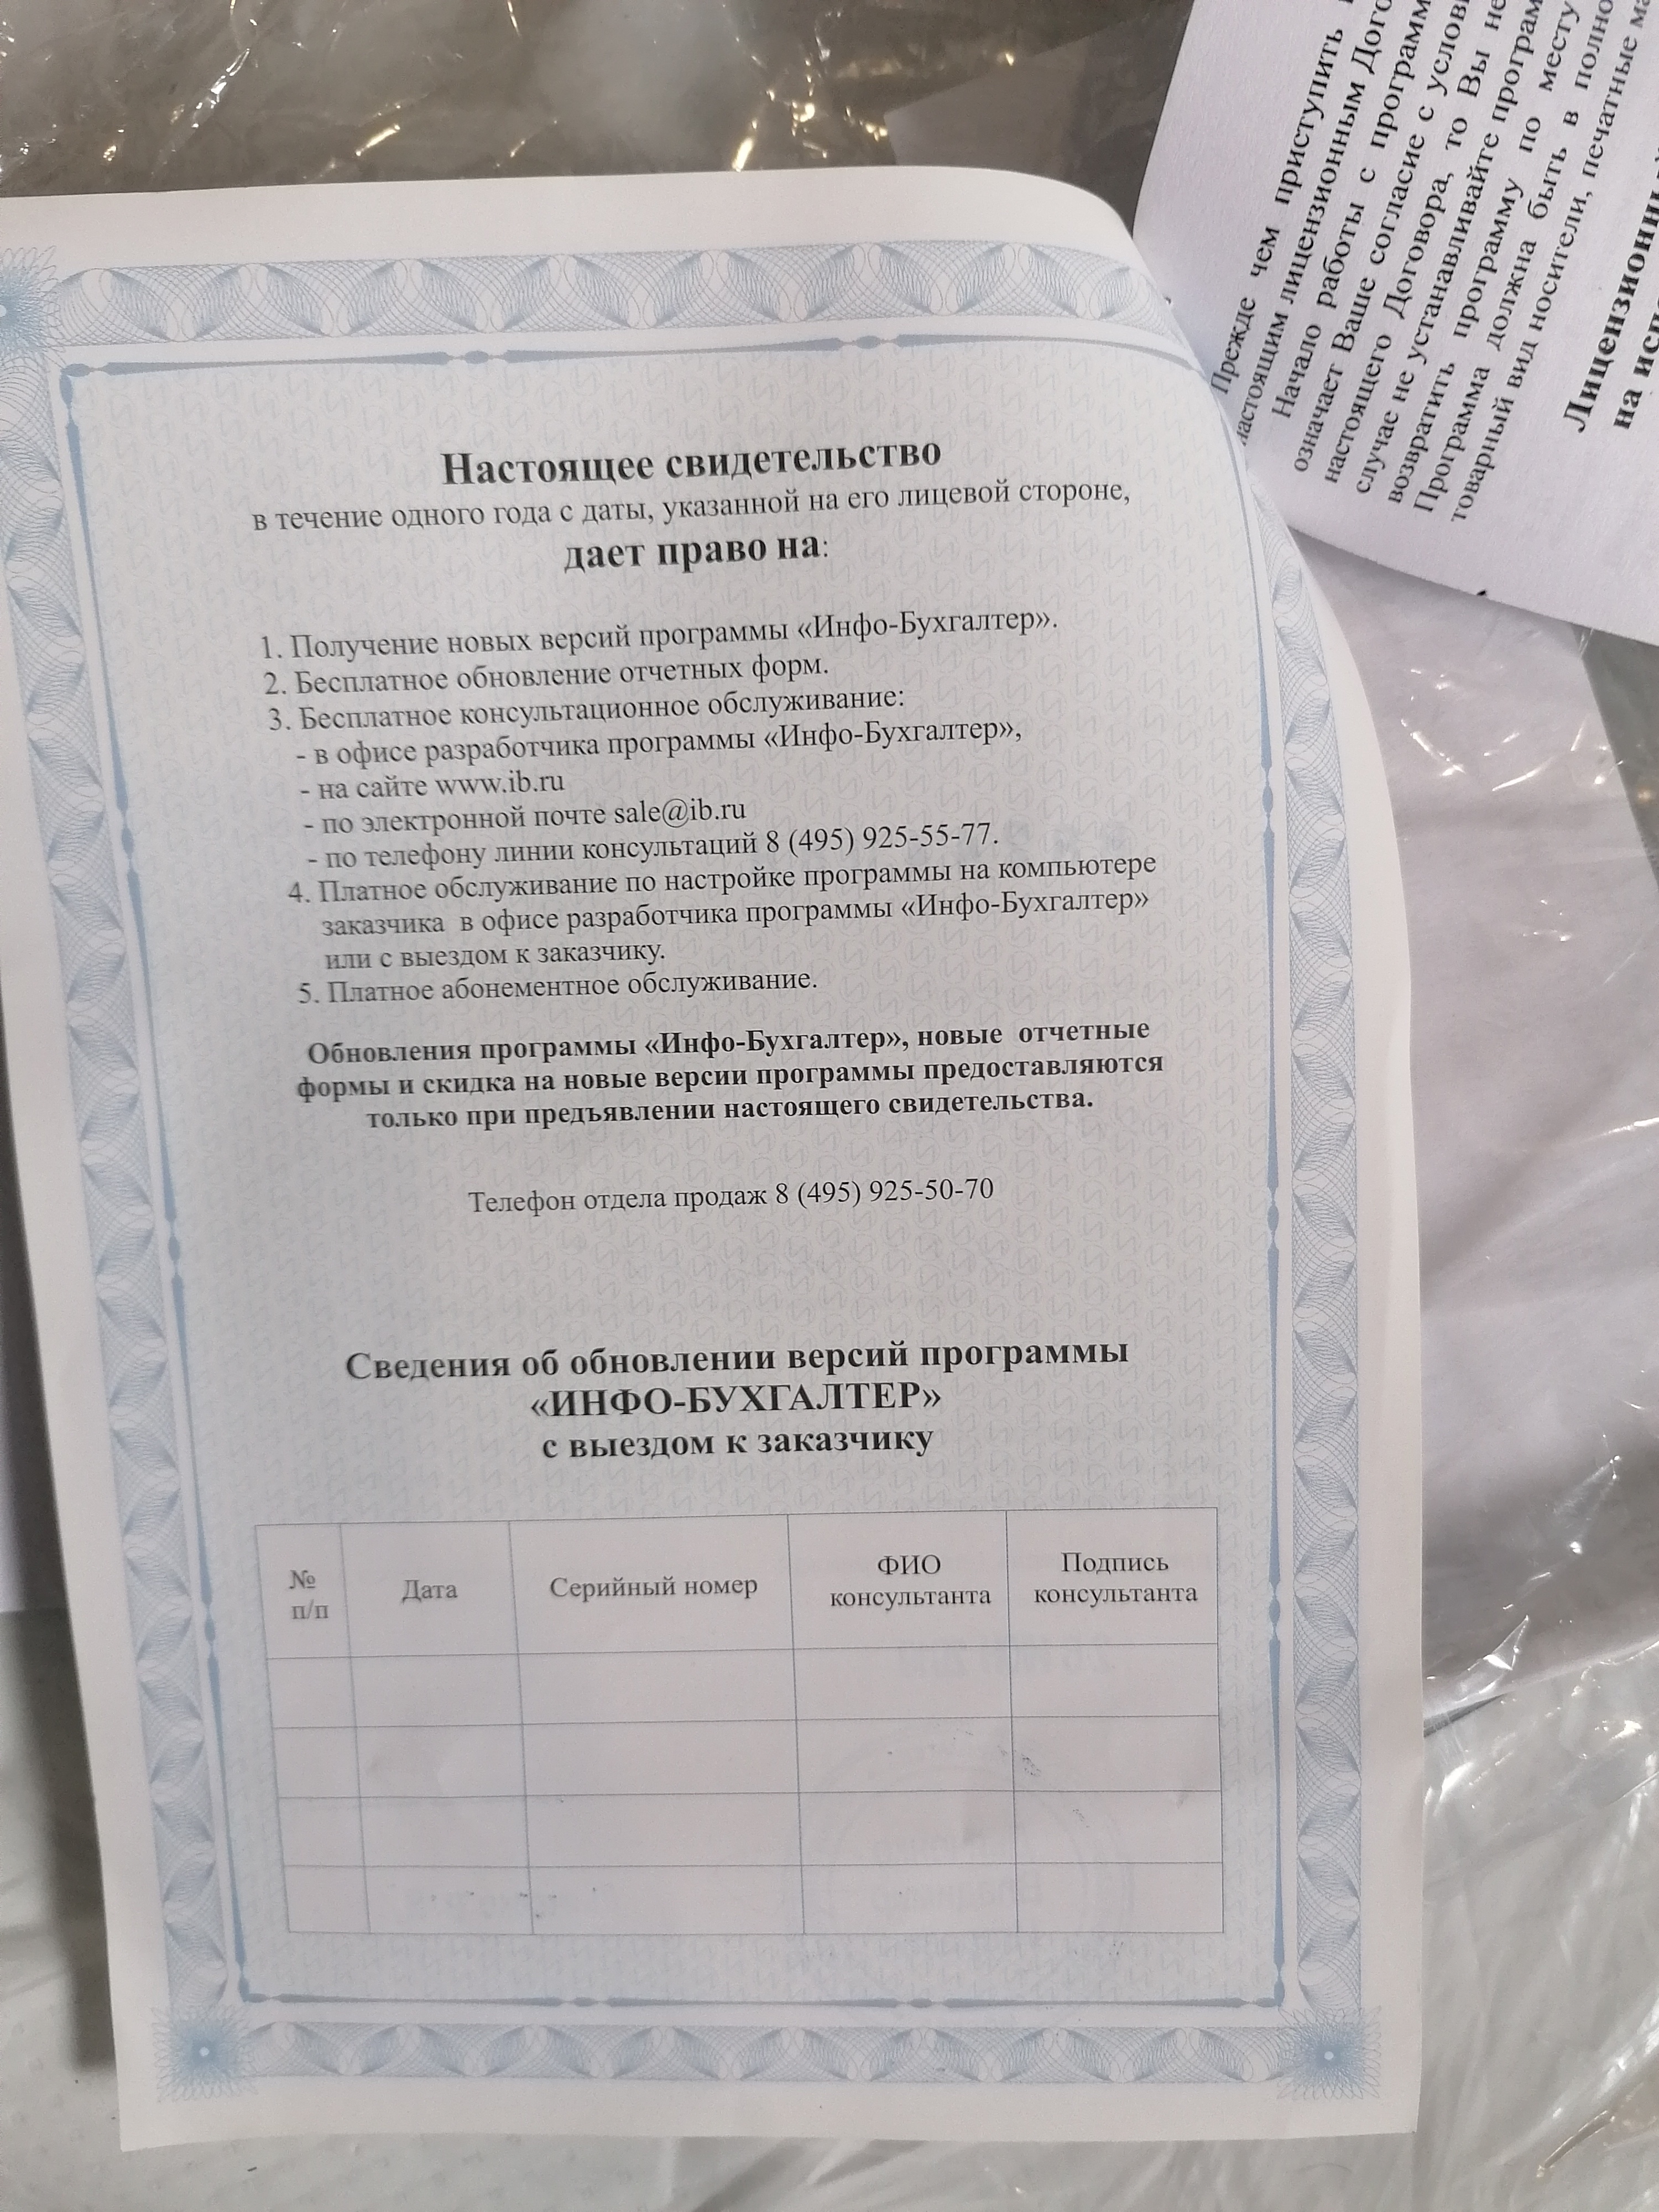 Настоящее свидетельство
в течение одного года с даты, указанной на его лицевой стороне,
дает право на:
1. Получение новых версий программы «Инфо-Бухгалтер».
2. Бесплатное обновление отчетных форм.
3. Бесплатное консультационное обслуживание:
- в офисе разработчика программы «Инфо-Бухгалтер»,
- на сайте www.ib.ru
- по электронной почте sale@ib.ru
- по телефону линии консультаций 8 (495) 925-55-77.
4. Платное обслуживание по настройке программы на компьютере
заказчика в офисе разработчика программы «Инфо-Бухгалтер»
или с выездом к заказчику.
5. Платное абонементное обслуживание.
Обновления программы «Инфо-Бухгалтер», новые отчетные
формы и скидка на новые версии программы предоставляются
только при предъявлении настоящего свидетельства.
Телефон отдела продаж 8 (495) 925-50-70
Сведения об обновлении версий программы
«ИНФО-БУХГАЛТЕР»
с выездом к заказчику
№ п/п Дата Серийный номер ФИО консультанта Подпись консультанта
Прежде чем приступить
настоящим лицензионным
Начало работы с
означает Ваше согласие с
настоящего Договора, то Вы не
случае не устанавливайте
возвратить программу по месту
Программа должна быть в
товарный вид носители, печатные
на